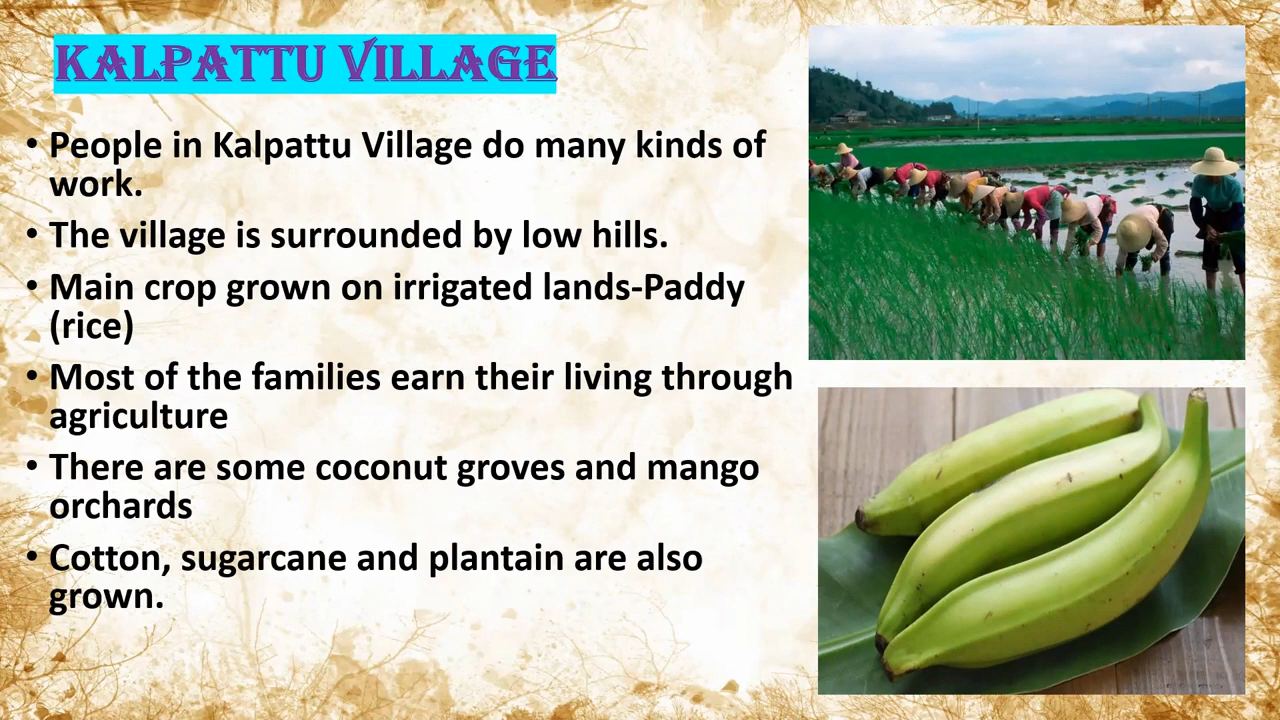 KALPATTU VILLAGE
• People in Kalpattu Village do many kinds of
work.
• The village is surrounded by low hills.
• Main crop grown on irrigated lands-Paddy
(rice)
• Most of the families earn their living through
agriculture
• There are some coconut groves and mango
orchards
• Cotton, sugarcane and plantain are also
grown.